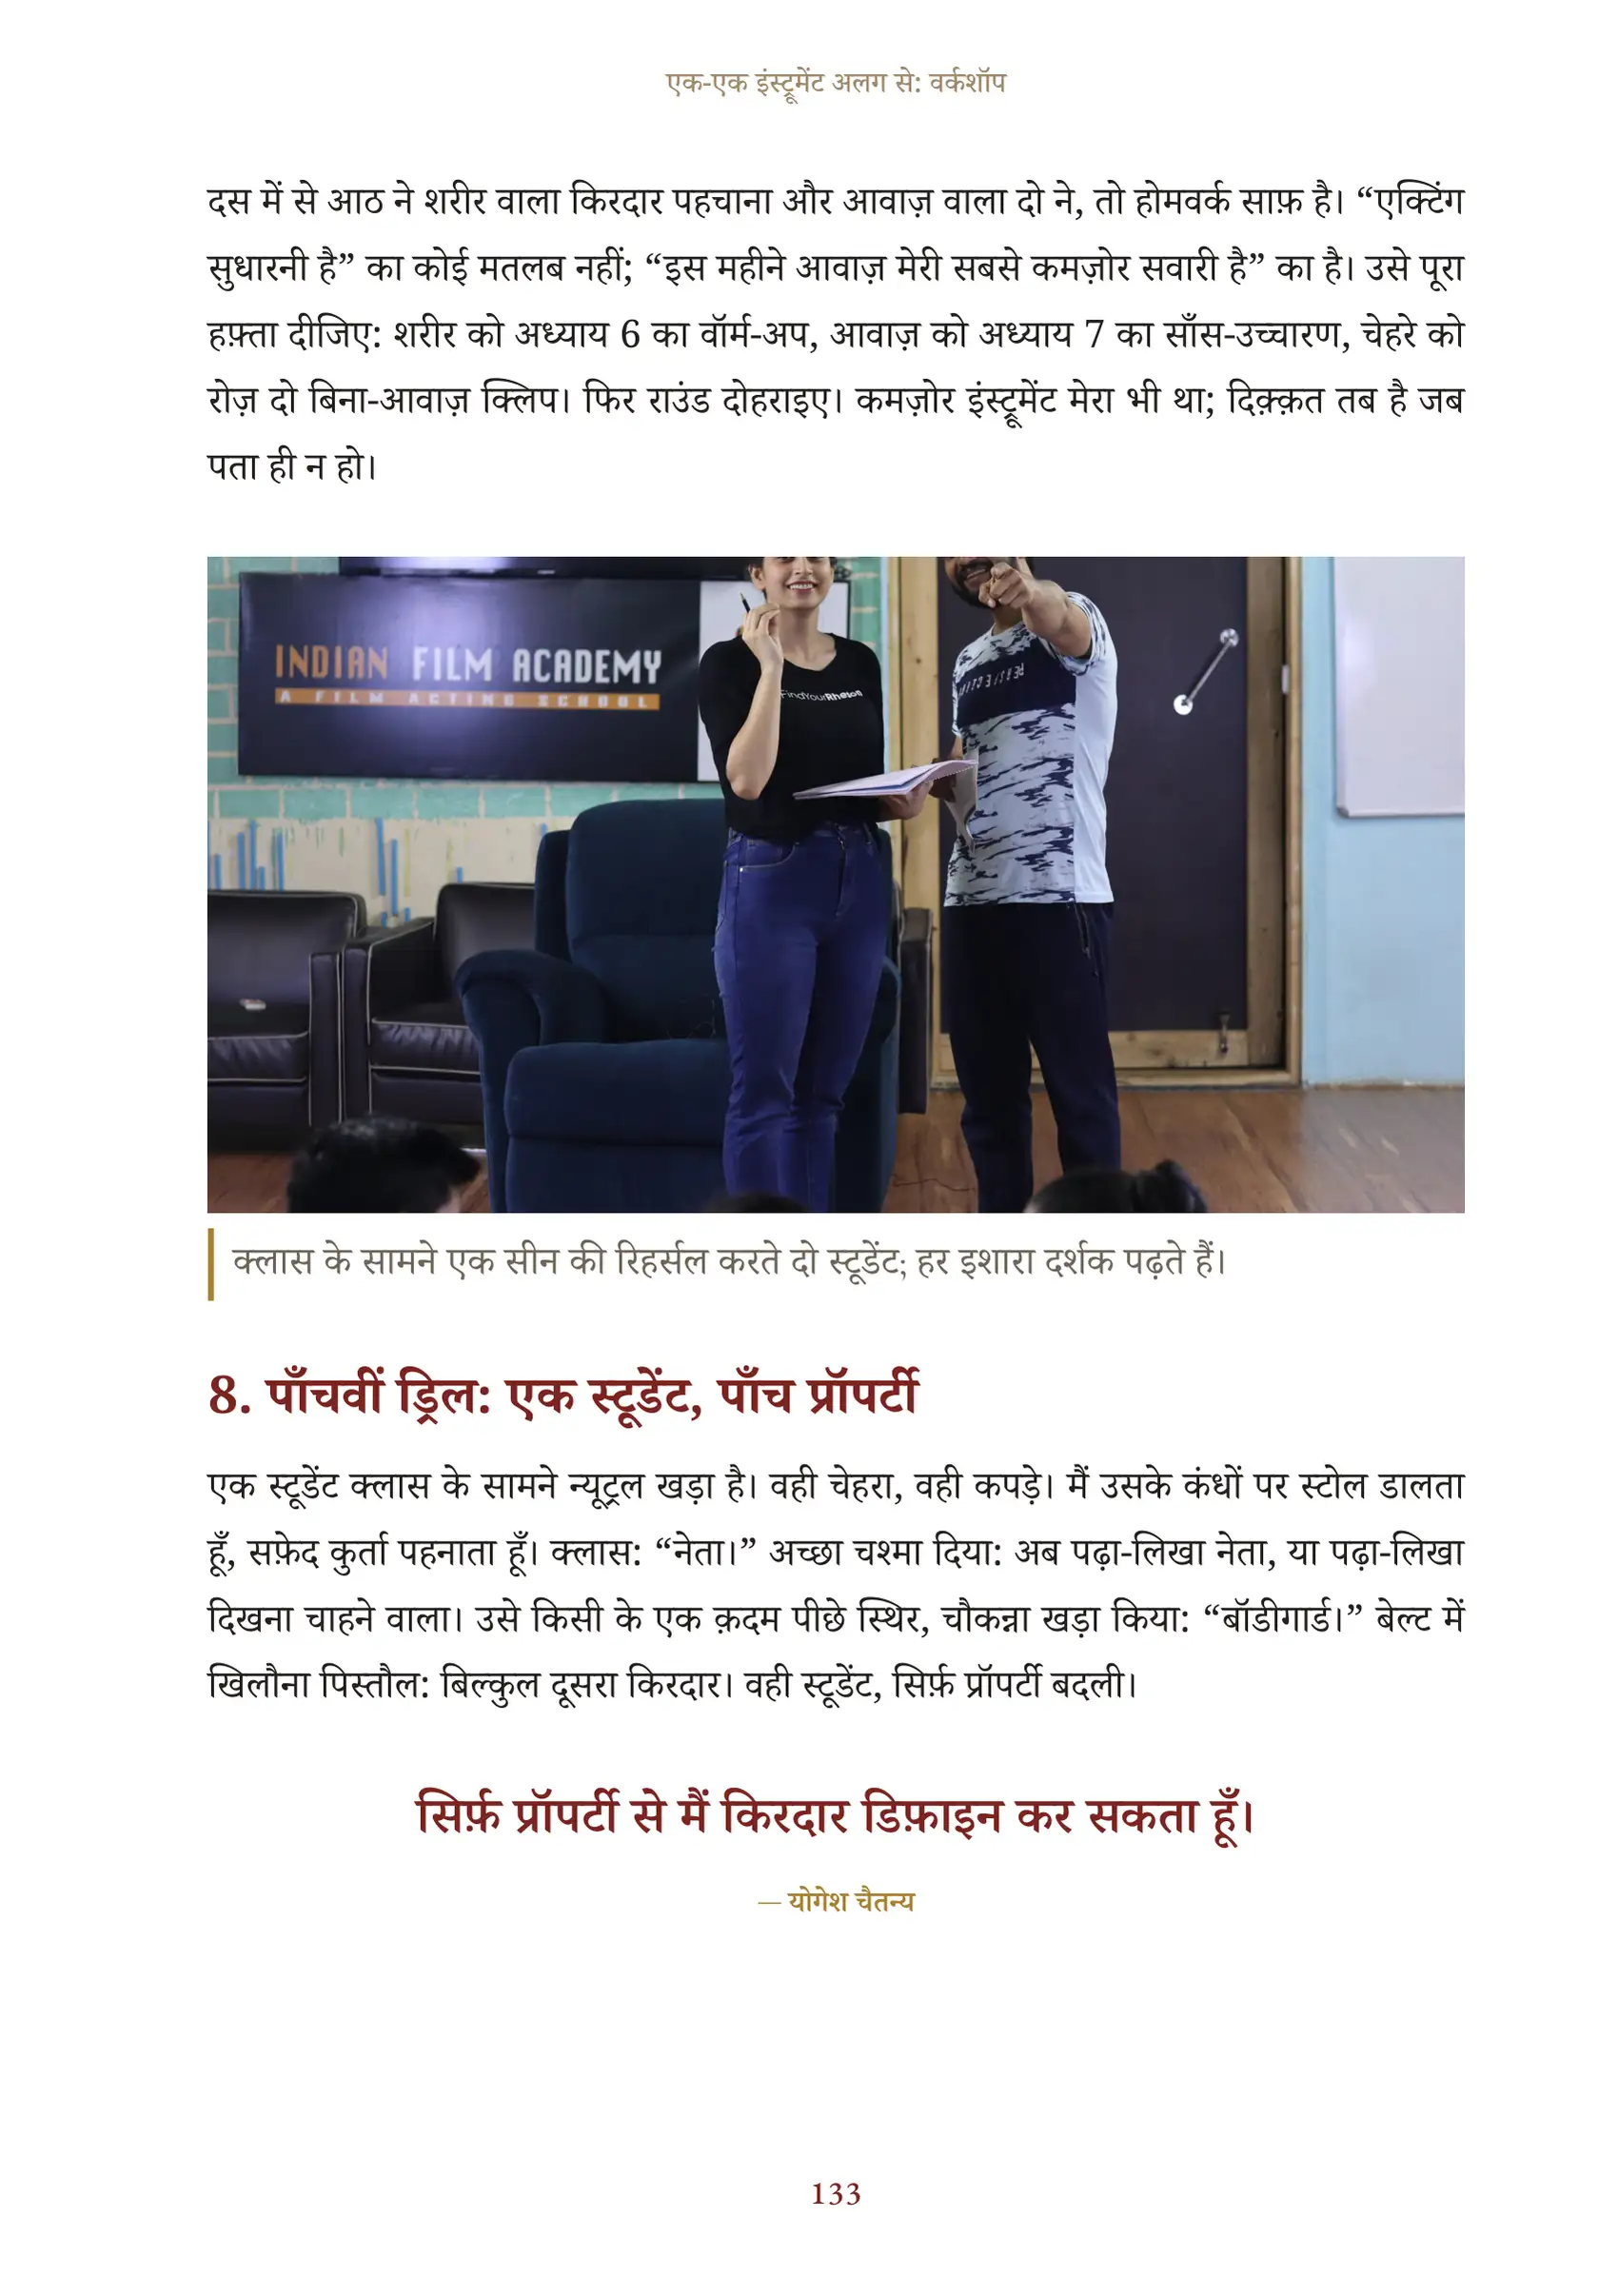 एक-एक इंस्ट्रूमेंट अलग से: वर्कशॉप
दस में से आठ ने शरीर वाला किरदार पहचाना और आवाज़ वाला दो ने, तो होमवर्क साफ़ है। “एक्टिंग
सुधारनी है” का कोई मतलब नहीं; “इस महीने आवाज़ मेरी सबसे कमज़ोर सवारी है” का है। उसे पूरा
हफ़्ता दीजिए: शरीर को अध्याय 6 का वॉर्म-अप, आवाज़ को अध्याय 7 का साँस-उच्चारण, चेहरे को
रोज़ दो बिना-आवाज़ क्लिप। फिर राउंड दोहराइए। कमज़ोर इंस्ट्रूमेंट मेरा भी था; दिक़्क़त तब है जब
पता ही न हो।
INDIAN FILM ACADEMY
A FILM ACTING SCHOOL
क्लास के सामने एक सीन की रिहर्सल करते दो स्टूडेंट; हर इशारा दर्शक पढ़ते हैं।
8. पाँचवीं ड्रिल: एक स्टूडेंट, पाँच प्रॉपर्टी
एक स्टूडेंट क्लास के सामने न्यूट्रल खड़ा है। वही चेहरा, वही कपड़े। मैं उसके कंधों पर स्टोल डालता
हूँ, सफ़ेद कुर्ता पहनाता हूँ। क्लास: “नेता।” अच्छा चश्मा दिया: अब पढ़ा-लिखा नेता, या पढ़ा-लिखा
दिखना चाहने वाला। उसे किसी के एक क़दम पीछे स्थिर, चौकन्ना खड़ा किया: “बॉडीगार्ड।” बेल्ट में
खिलौना पिस्तौल: बिल्कुल दूसरा किरदार। वही स्टूडेंट, सिर्फ़ प्रॉपर्टी बदली।
सिर्फ़ प्रॉपर्टी से मैं किरदार डिफ़ाइन कर सकता हूँ।
— योगेश चैतन्य
133